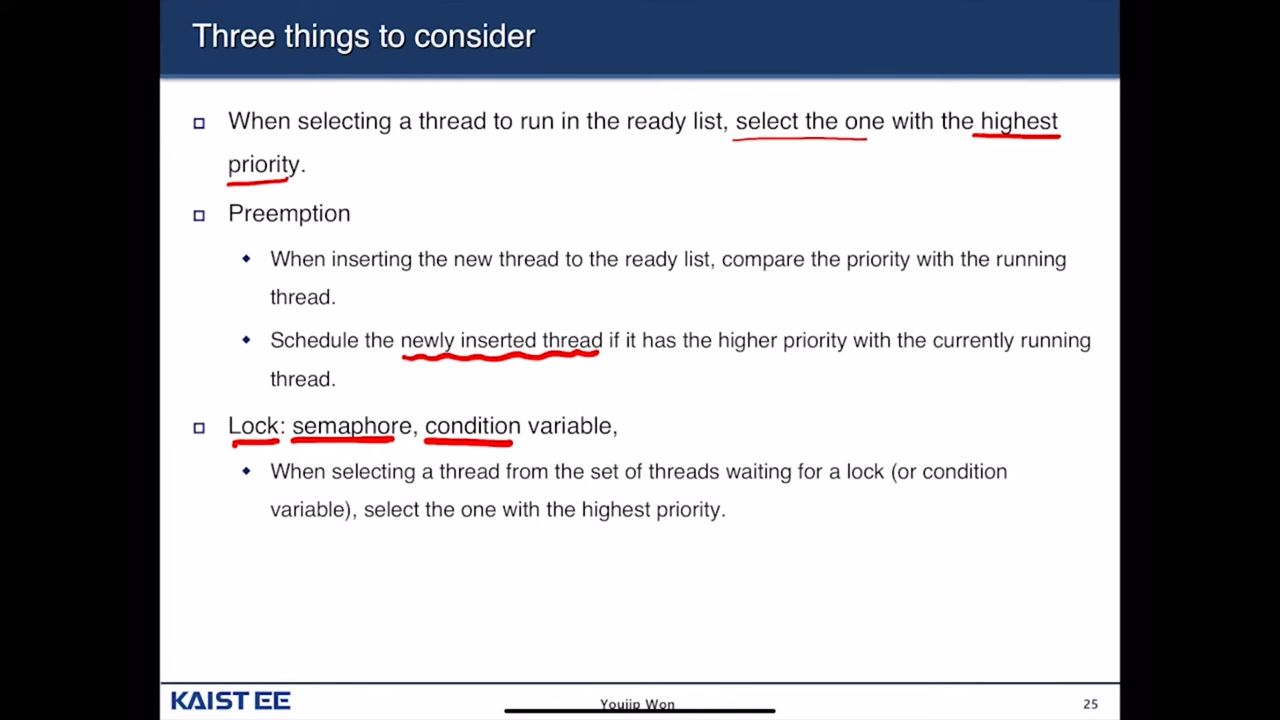 Three things to consider
When selecting a thread to run in the ready list, select the one with the highest
priority.
Preemption
When inserting the new thread to the ready list, compare the priority with the running
thread.
Schedule the newly inserted thread if it has the higher priority with the currently running
thread.
Lock: semaphore, condition variable,
When selecting a thread from the set of threads waiting for a lock (or condition
variable), select the one with the highest priority.
KAIST EE
Youjip Won
25